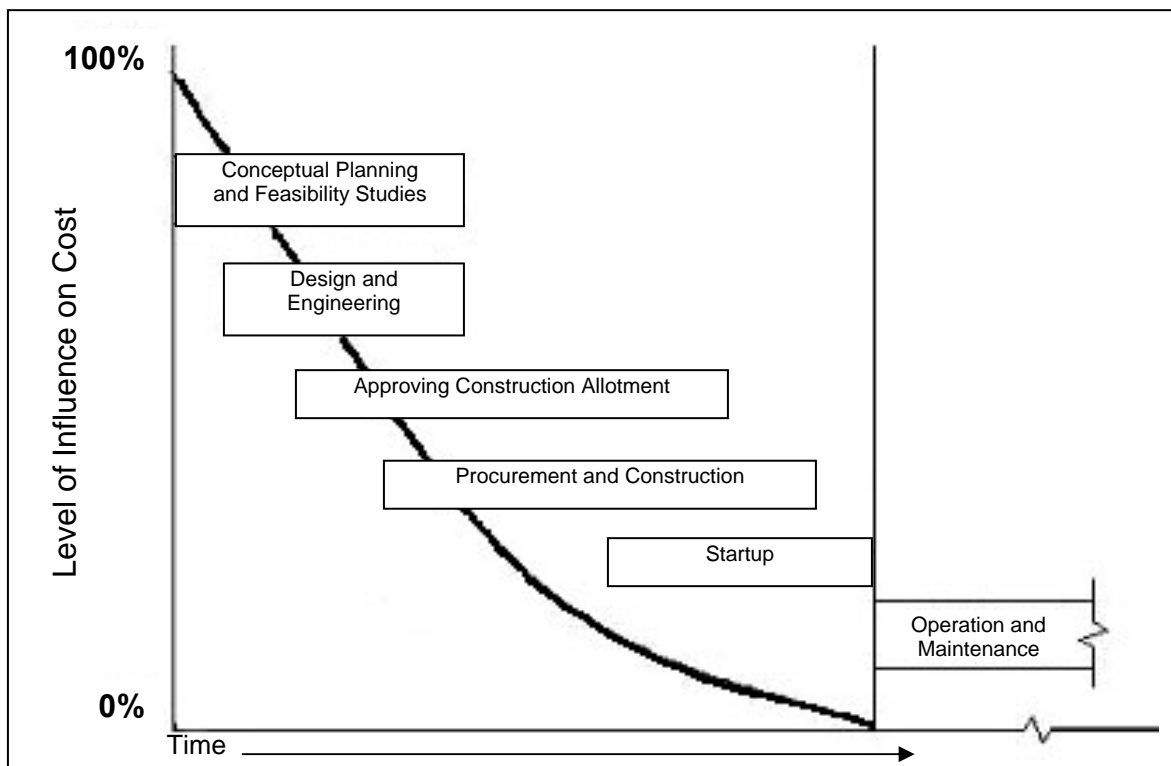 100%
Conceptual Planning
and Feasibility Studies
Design and
Engineering
Approving Construction Allotment
Procurement and Construction
Startup
Operation and
Maintenance
Level of Influence on Cost
0%
Time